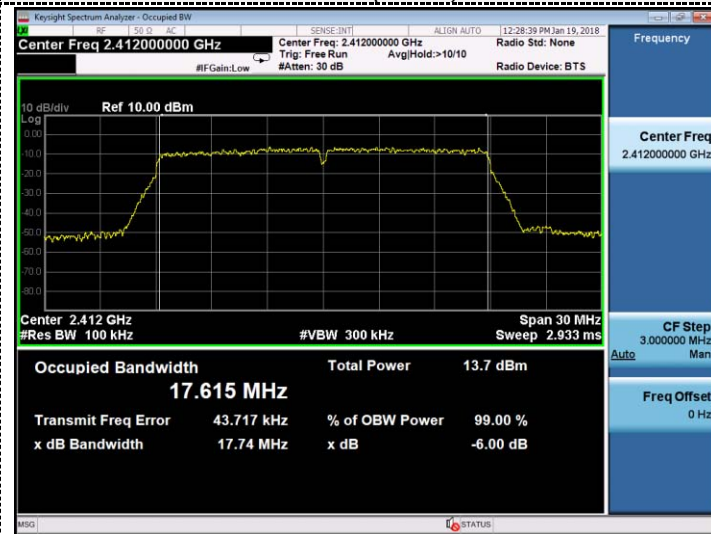 Keysight Spectrum Analyzer - Occupied BW
RF 50 Ω AC SENSE:INT ALIGN AUTO 12:28:39 PM Jan 19, 2018
Center Freq 2.412000000 GHz
Center Freq: 2.412000000 GHz
Radio Std: None
Trig: Free Run Avg|Hold:>10/10
#IFGain:Low
#Atten: 30 dB
Radio Device: BTS
Frequency
10 dB/div Ref 10.00 dBm
Log
0.00
-10.0
-20.0
-30.0
-40.0
-50.0
-60.0
-70.0
-80.0
Center Freq
2.412000000 GHz
Center 2.412 GHz Span 30 MHz
#Res BW 100 kHz #VBW 300 kHz Sweep 2.933 ms
CF Step
3.000000 MHz
Auto Man
Freq Offset
0 Hz
Occupied Bandwidth Total Power 13.7 dBm
17.615 MHz
Transmit Freq Error 43.717 kHz % of OBW Power 99.00 %
x dB Bandwidth 17.74 MHz x dB -6.00 dB
MSG STATUS